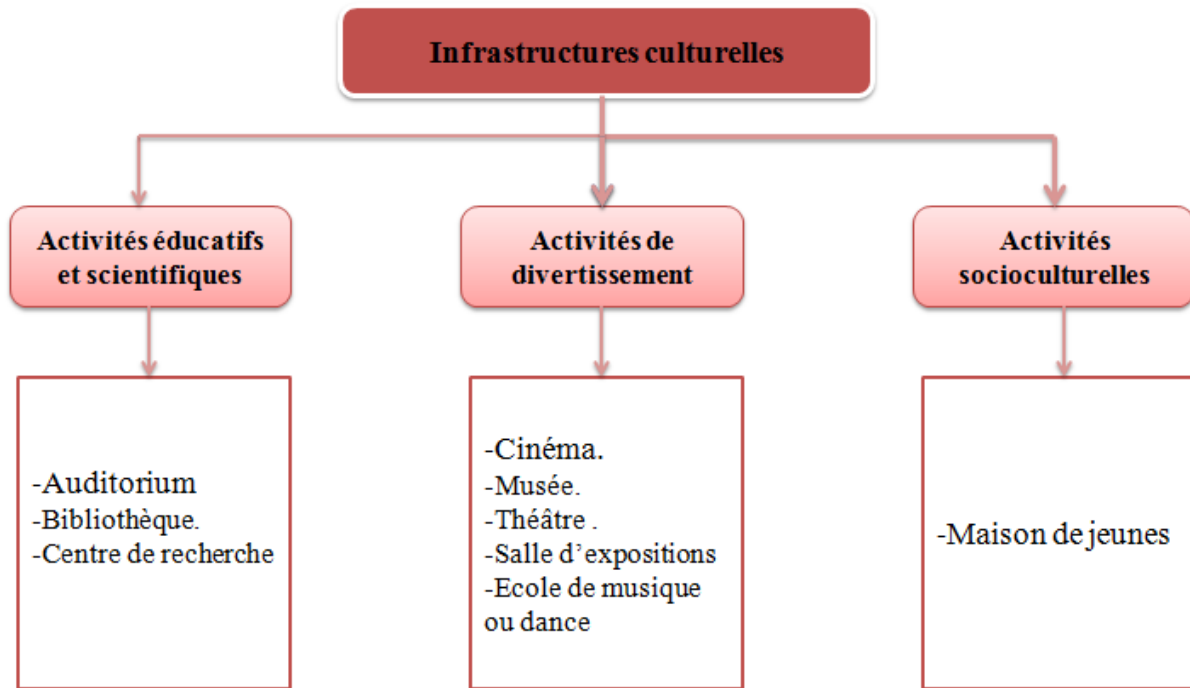 Infrastructures culturelles
Activités éducatifs
et scientifiques
Activités de
divertissement
Activités
socioculturelles
-Auditorium
-Bibliothèque.
-Centre de recherche
-Cinéma.
-Musée.
-Théâtre .
-Salle d’expositions
-Ecole de musique
ou dance
-Maison de jeunes